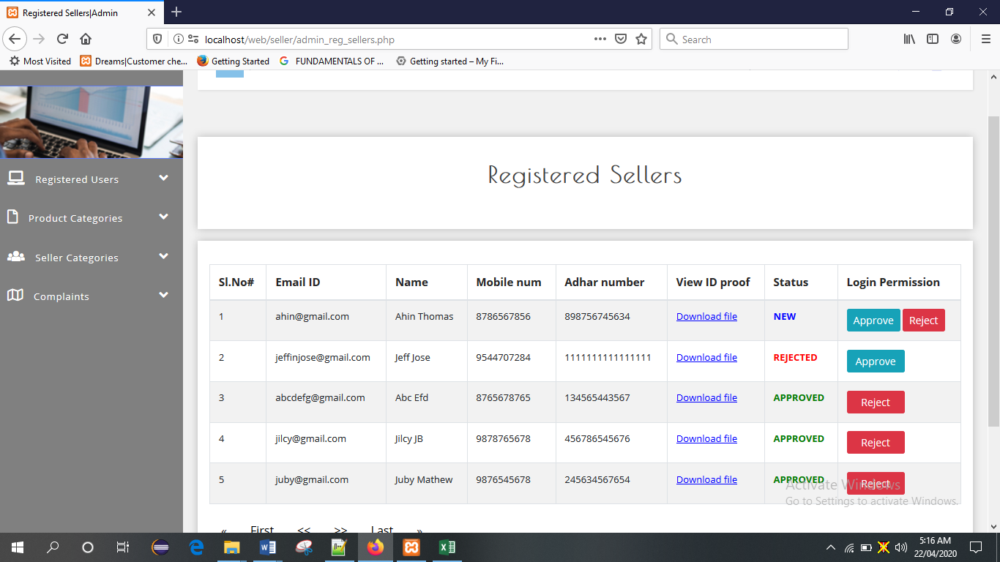 Registered Sellers|Admin
localhost/web/seller/admin_reg_sellers.php
Search
Most Visited Dreams|Customer che... Getting Started FUNDAMENTALS OF ... Getting started – My Fi...
Registered Users
Product Categories
Seller Categories
Complaints
Registered Sellers
Sl.No# Email ID Name Mobile num Adhar number View ID proof Status Login Permission
1 ahin@gmail.com Ahin Thomas 8786567856 898756745634 Download file NEW Approve Reject
2 jeffinjose@gmail.com Jeff Jose 9544707284 1111111111111111 Download file REJECTED Approve
3 abcdefg@gmail.com Abc Efd 8765678765 134565443567 Download file APPROVED Reject
4 jilcy@gmail.com Jilcy JB 9878765678 456786545676 Download file APPROVED Reject
5 juby@gmail.com Juby Mathew 9876545678 245634567654 Download file APPROVED Reject
Activate Windows
Go to Settings to activate Windows.
« First << >> Last »
5:16 AM
22/04/2020